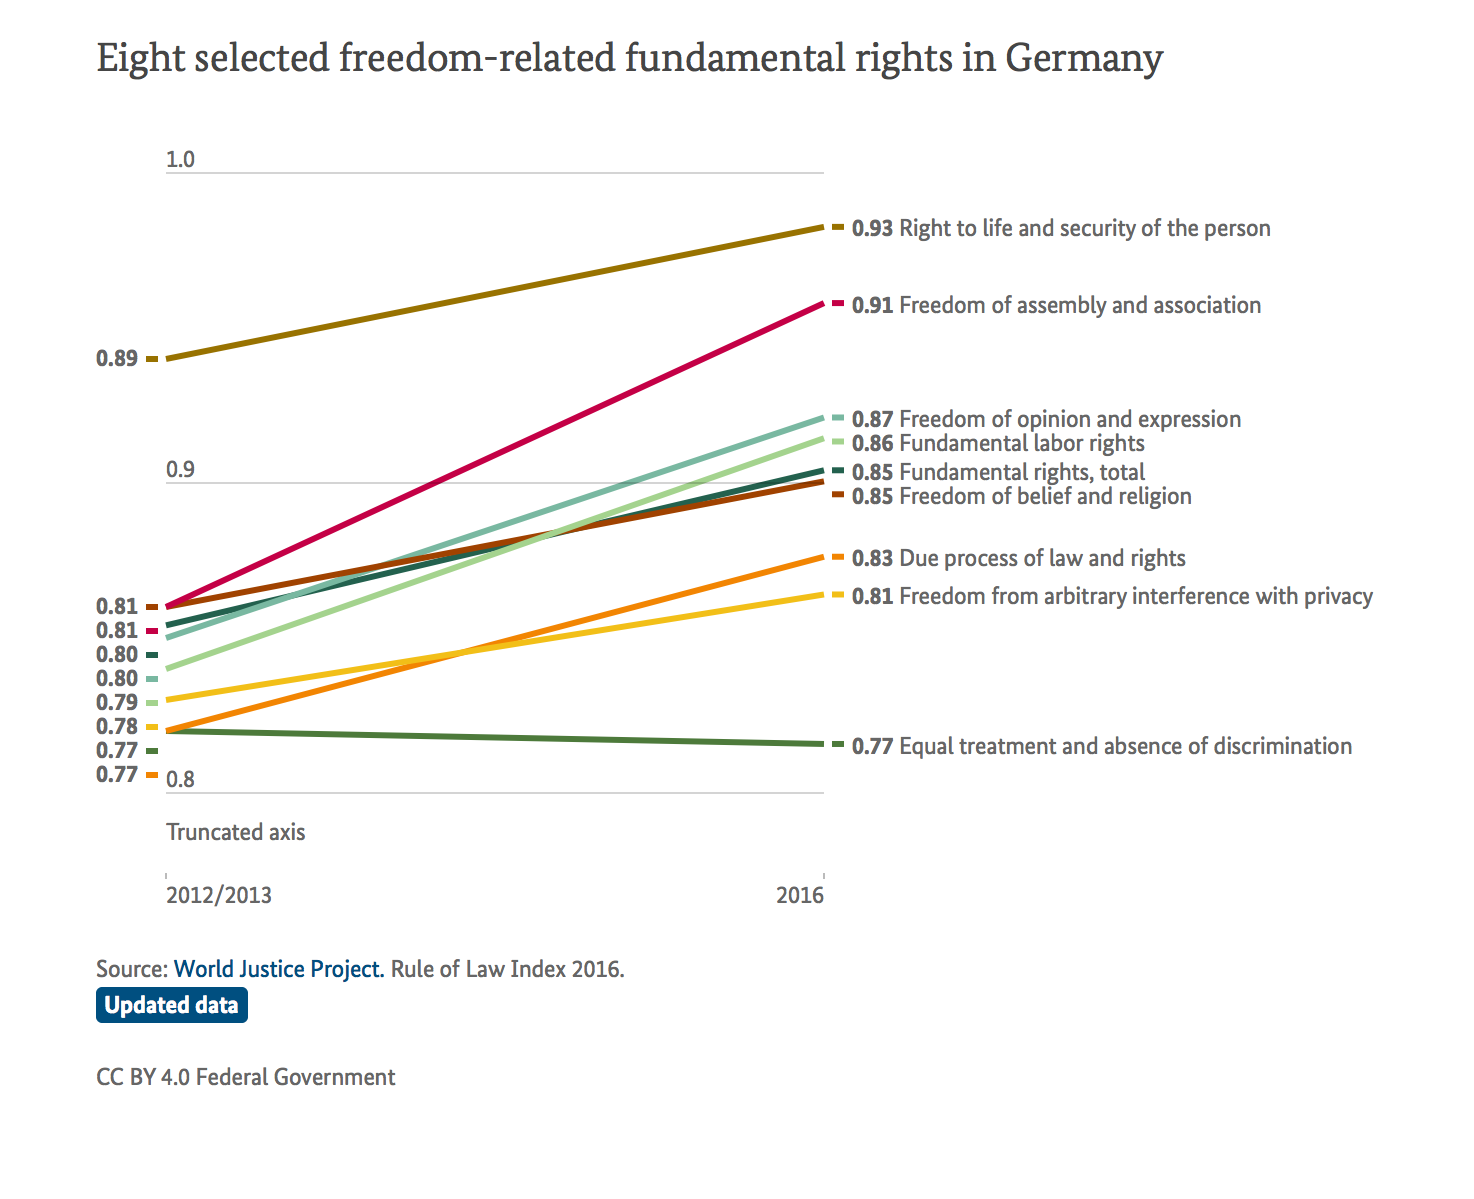 Eight selected freedom-related fundamental rights in Germany
1.0
0.93 Right to life and security of the person
0.91 Freedom of assembly and association
0.89
0.87 Freedom of opinion and expression
0.86 Fundamental labor rights
0.9
0.85 Fundamental rights, total
0.85 Freedom of belief and religion
0.83 Due process of law and rights
0.81 Freedom from arbitrary interference with privacy
0.81
0.81
0.80
0.80
0.79
0.78
0.77 Equal treatment and absence of discrimination
0.77
0.77
0.8
Truncated axis
2012/2013
2016
Source: World Justice Project. Rule of Law Index 2016.
Updated data
CC BY 4.0 Federal Government